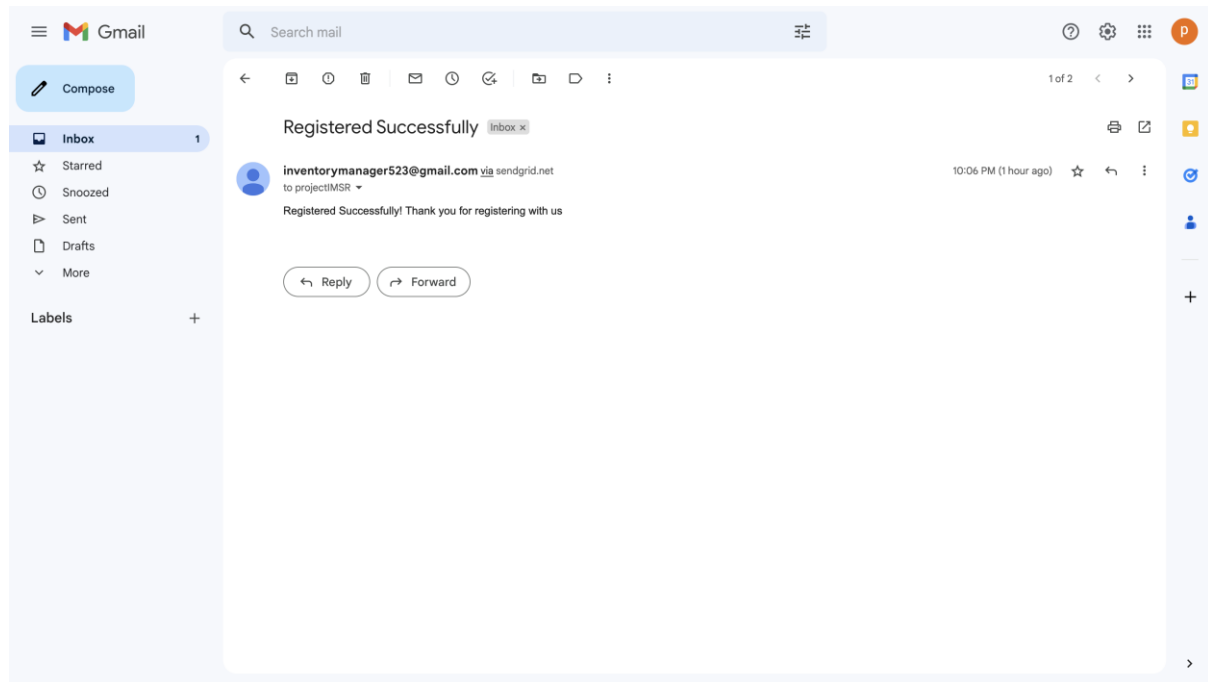 Gmail
Search mail
P
Compose
1 of 2
31
Registered Successfully Inbox ×
Inbox 1
Starred
inventorymanager523@gmail.com via sendgrid.net 10:06 PM (1 hour ago)
to projectIMSR
Snoozed
Registered Successfully! Thank you for registering with us
Sent
Drafts
More
Reply Forward
Labels